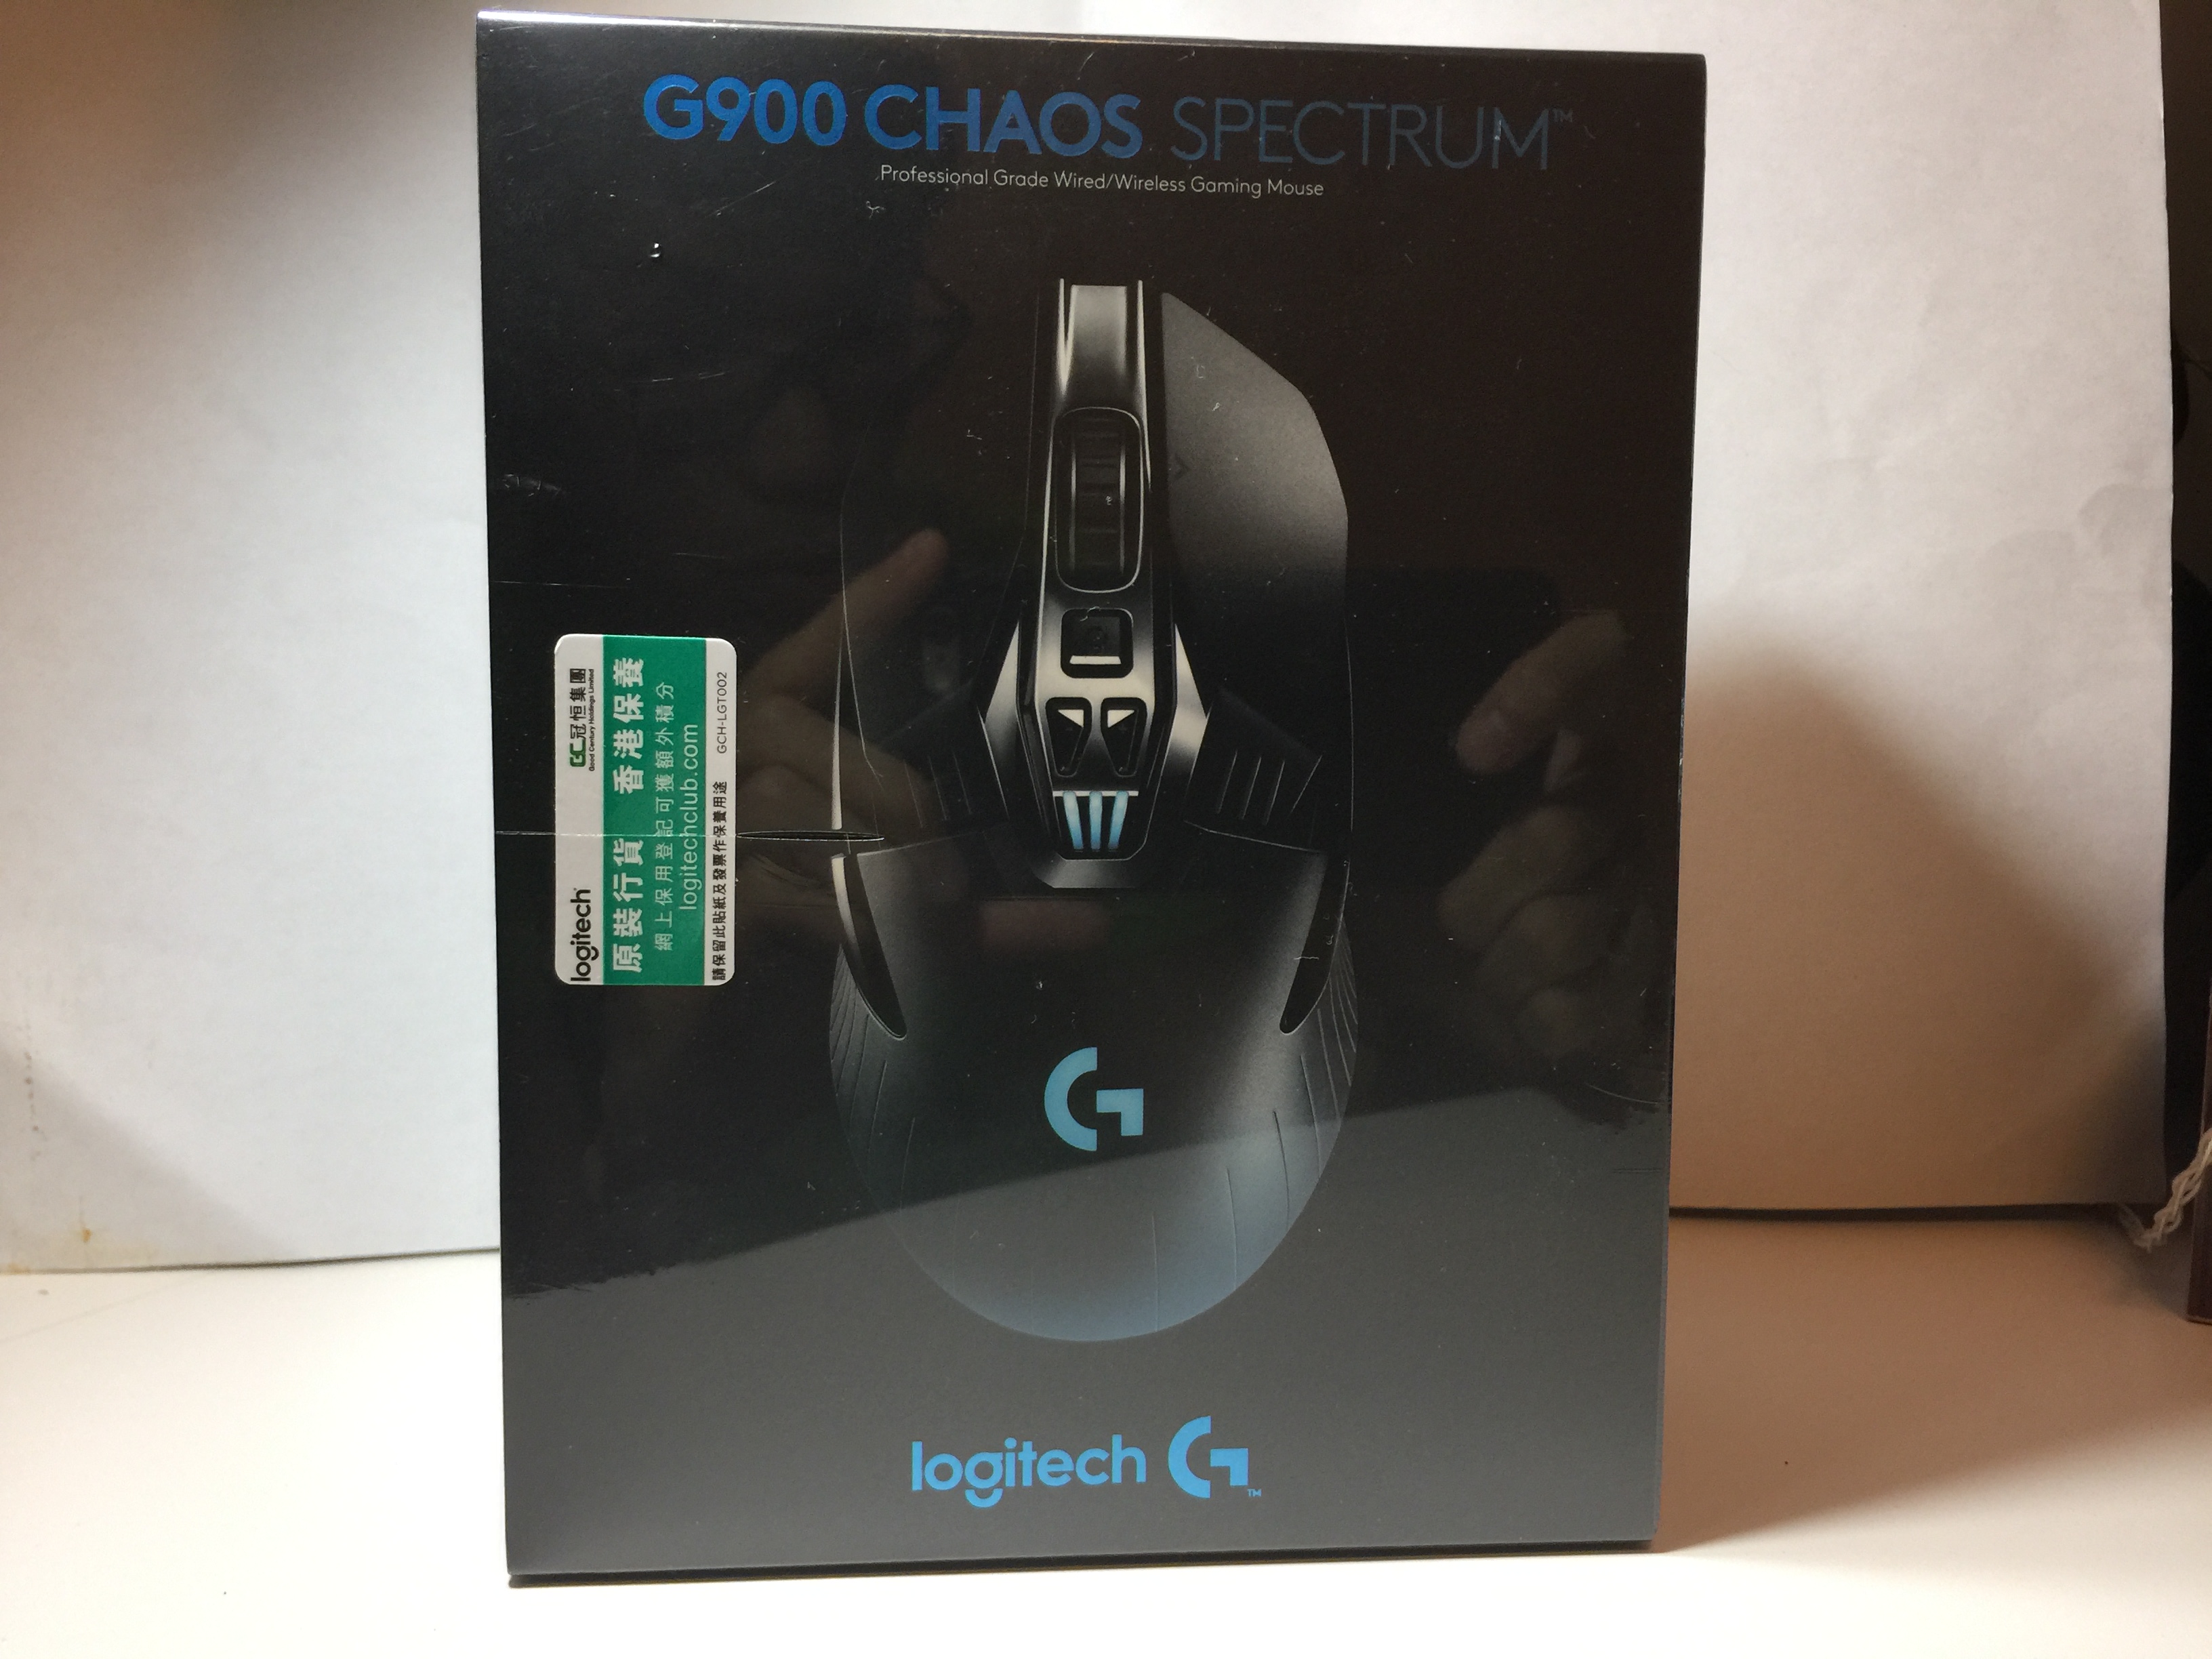 G900 CHAOS SPECTRUM™
Professional Grade Wired/Wireless Gaming Mouse
logitech
GC冠恒集團
Good Century Holdings Limited
原裝行貨 香港保養
網上保用登記可獲額外積分
logitechclub.com
請保留此貼紙及發票作保養用途 GCH-LGT002
G
logitech G™